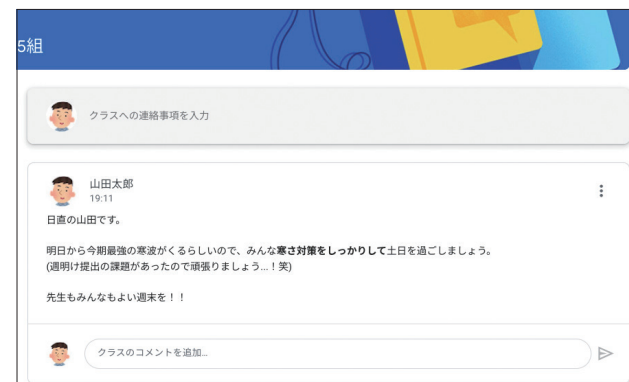 5組
クラスへの連絡事項を入力
山田太郎
19:11
日直の山田です。
明日から今期最強の寒波がくるらしいので、みんな寒さ対策をしっかりして土日を過ごしましょう。
(週明け提出の課題があったので頑張りましょう...！笑)
先生もみんなもよい週末を！！
クラスのコメントを追加...